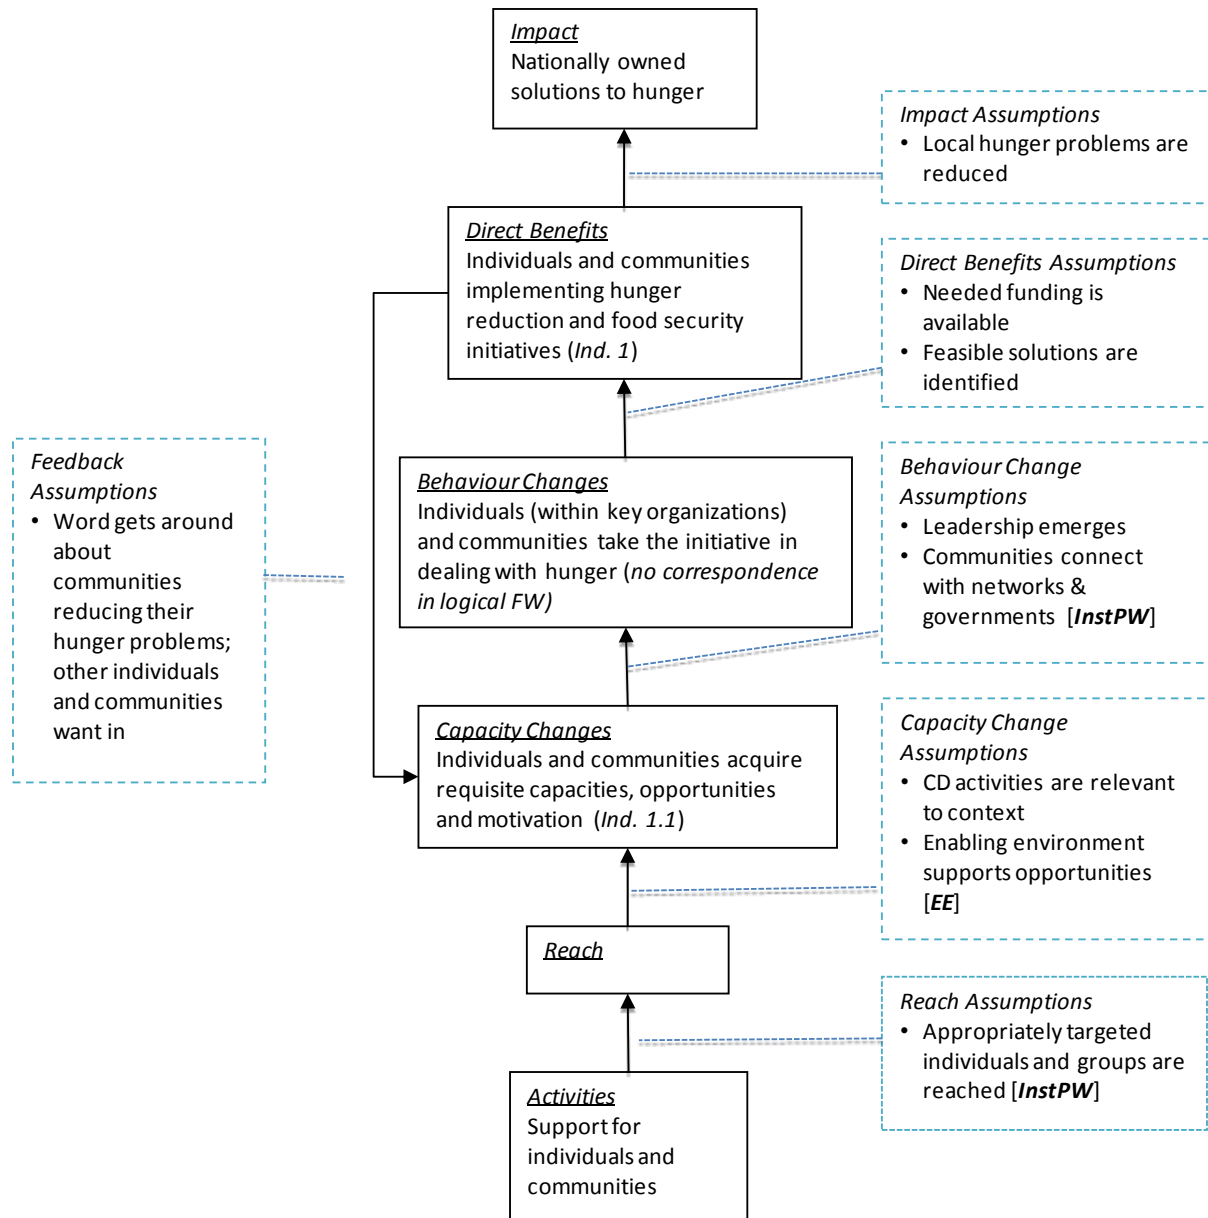 Impact
Nationally owned
solutions to hunger
Impact Assumptions
• Local hunger problems are
reduced
Direct Benefits
Individuals and communities
implementing hunger
reduction and food security
initiatives (Ind. 1)
Direct Benefits Assumptions
• Needed funding is
available
• Feasible solutions are
identified
Feedback
Assumptions
• Word gets around
about
communities
reducing their
hunger problems;
other individuals
and communities
want in
Behaviour Changes
Individuals (within key organizations)
and communities take the initiative in
dealing with hunger (no correspondence
in logical FW)
Behaviour Change
Assumptions
• Leadership emerges
• Communities connect
with networks &
governments [InstPW]
Capacity Changes
Individuals and communities acquire
requisite capacities, opportunities
and motivation (Ind. 1.1)
Capacity Change
Assumptions
• CD activities are relevant
to context
• Enabling environment
supports opportunities
[EE]
Reach
Reach Assumptions
• Appropriately targeted
individuals and groups are
reached [InstPW]
Activities
Support for
individuals and
communities